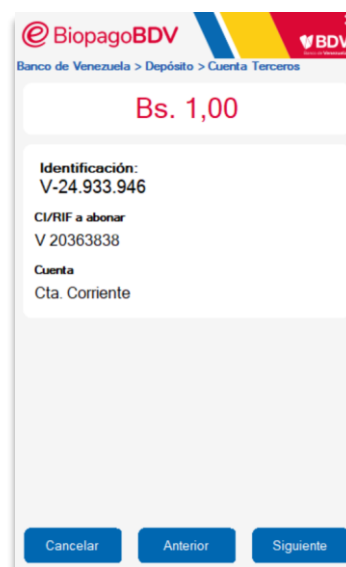 BiopagoBDV
BDV
Banco de Venezuela > Depósito > Cuenta Terceros
Bs. 1,00
Identificación:
V-24.933.946
CI/RIF a abonar
V 20363838
Cuenta
Cta. Corriente
Cancelar
Anterior
Siguiente